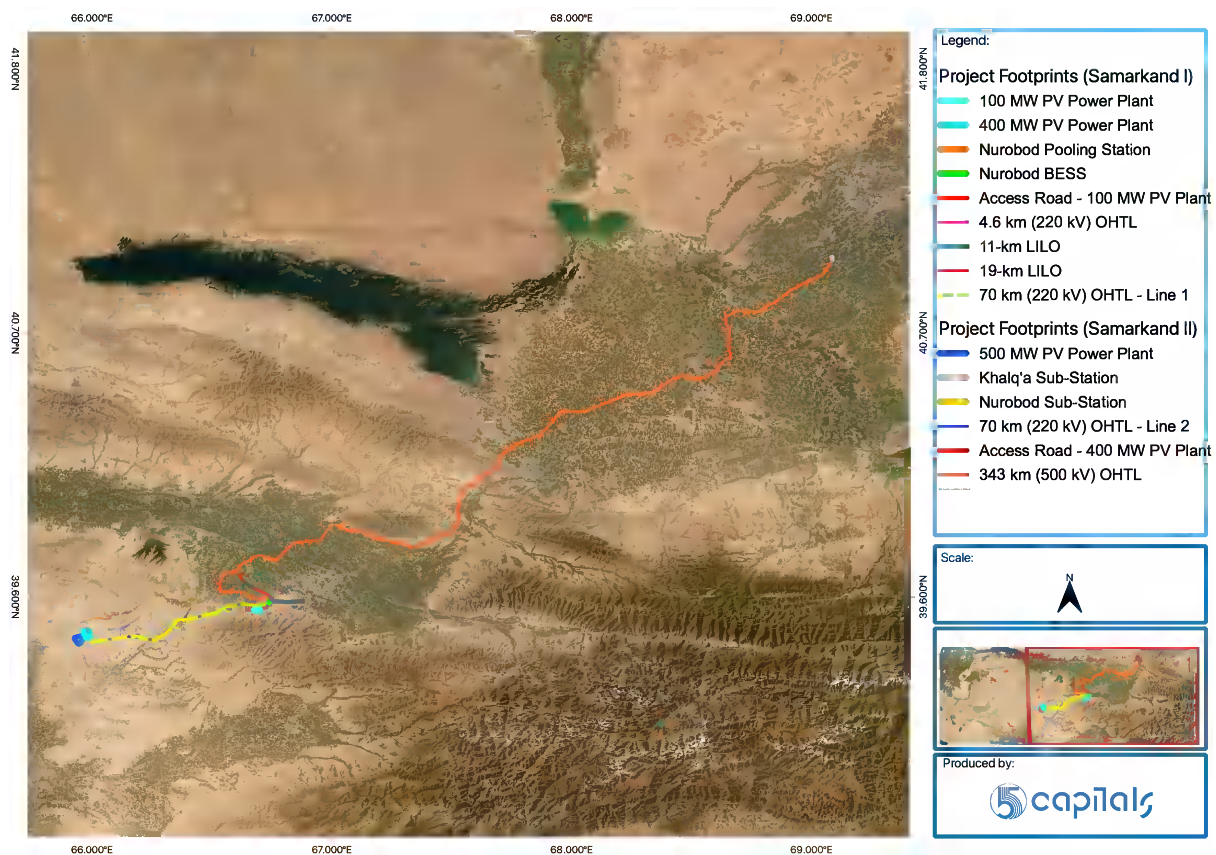 66.000°E 67.000°E 68.000°E 69.000°E
41.800°N
40.700°N
39.600°N
41.800°N
40.700°N
39.600°N
66.000°E 67.000°E 68.000°E 69.000°E
Legend:
Project Footprints (Samarkand I)
100 MW PV Power Plant
400 MW PV Power Plant
Nurobod Pooling Station
Nurobod BESS
Access Road - 100 MW PV Plant
4.6 km (220 kV) OHTL
11-km LILO
19-km LILO
70 km (220 kV) OHTL - Line 1
Project Footprints (Samarkand II)
500 MW PV Power Plant
Khalq'a Sub-Station
Nurobod Sub-Station
70 km (220 kV) OHTL - Line 2
Access Road - 400 MW PV Plant
343 km (500 kV) OHTL
Scale:
N
Produced by:
5 capitals